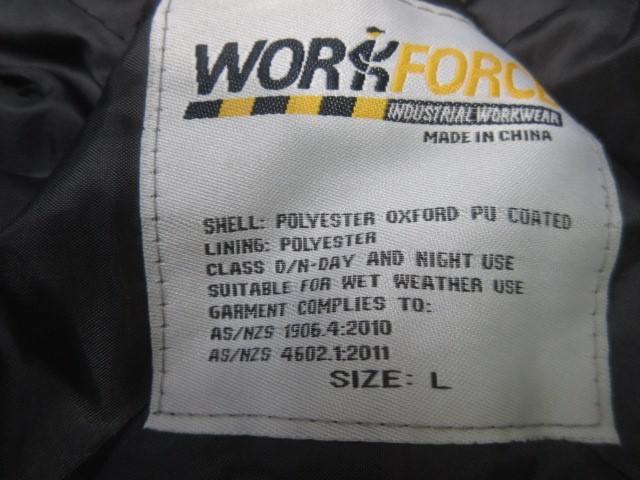 WORKFORCE
INDUSTRIAL WORKWEAR
MADE IN CHINA
SHELL: POLYESTER OXFORD PU COATED
LINING: POLYESTER
CLASS D/N-DAY AND NIGHT USE
SUITABLE FOR WET WEATHER USE
GARMENT COMPLIES TO:
AS/NZS 1906.4:2010
AS/NZS 4602.1:2011
SIZE: L